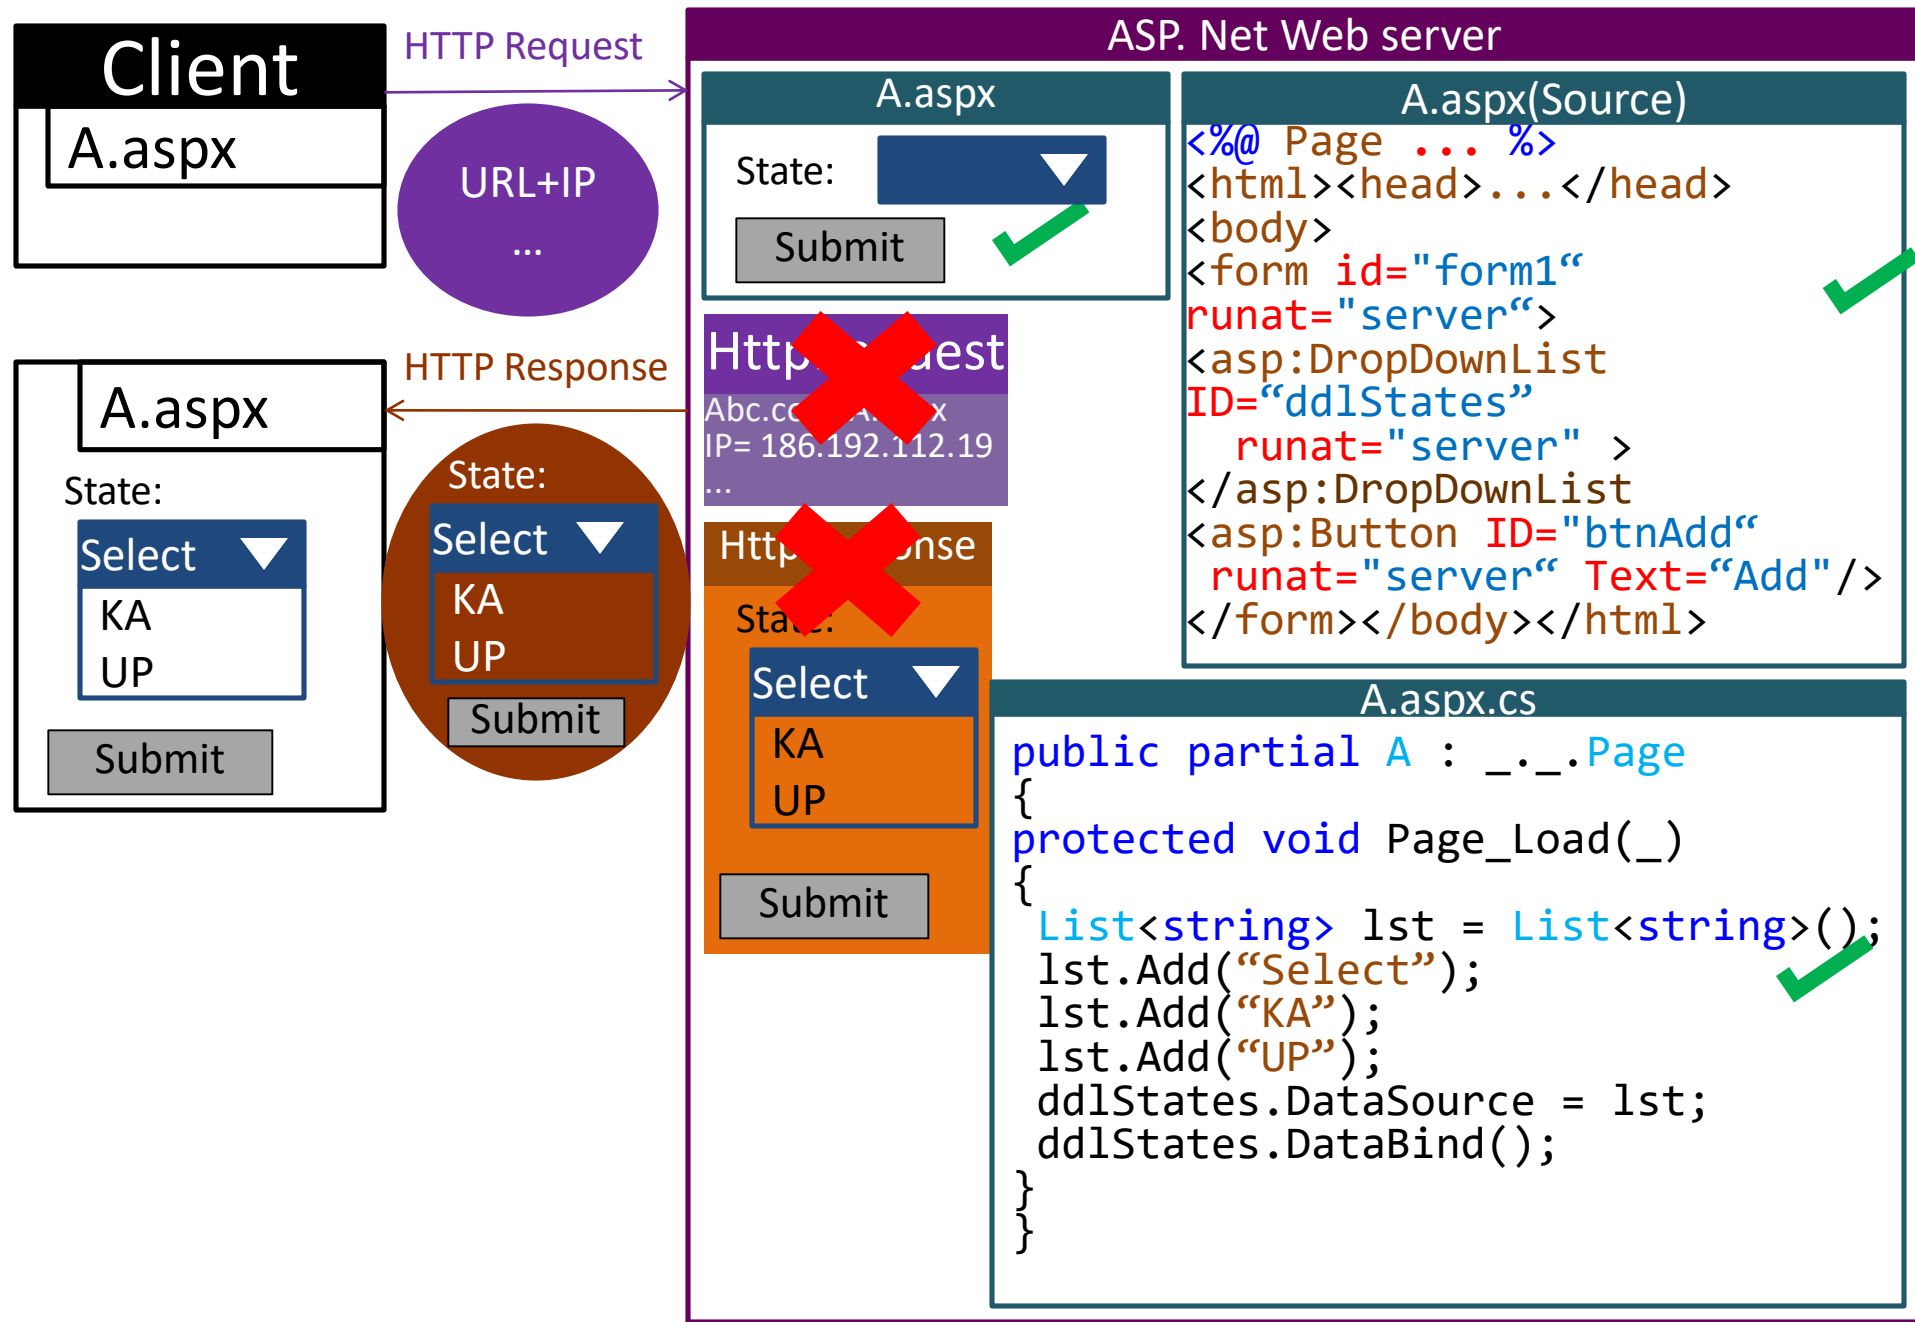 Client
A.aspx
HTTP Request
URL+IP
...
HTTP Response
A.aspx
State:
Select
KA
UP
Submit
State:
Select
KA
UP
Submit
ASP. Net Web server
A.aspx
State:
Submit
IP= 186.192.112.19
...
Select
KA
UP
Submit
A.aspx(Source)
<%@ Page ... %>
<html><head>...</head>
<body>
<form id="form1“
runat="server“>
<asp:DropDownList
ID=“ddlStates”
runat="server" >
</asp:DropDownList
<asp:Button ID="btnAdd“
runat="server“ Text=“Add"/>
</form></body></html>
A.aspx.cs
public partial A : _._.Page
{
protected void Page_Load(_)
{
List<string> lst = List<string>();
lst.Add(“Select”);
lst.Add(“KA”);
lst.Add(“UP”);
ddlStates.DataSource = lst;
ddlStates.DataBind();
}
}